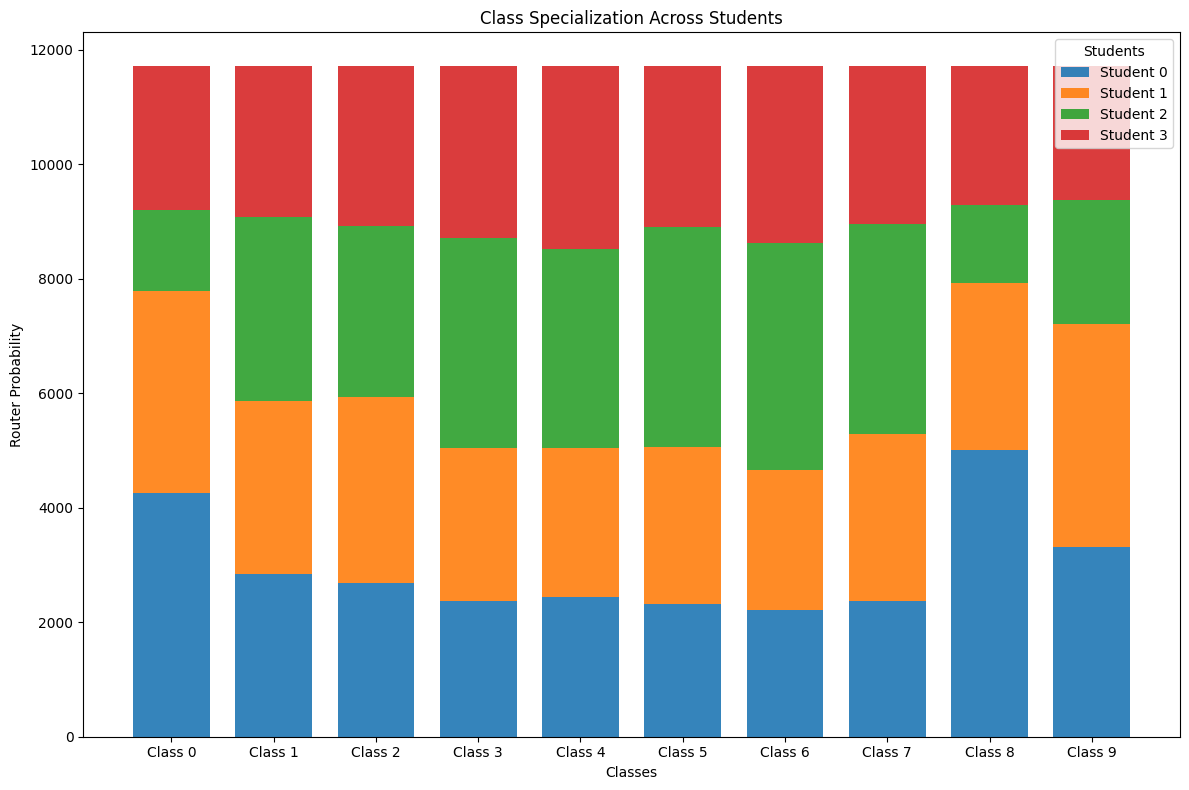 Class Specialization Across Students
Students
Student 0
Student 1
Student 2
Student 3
Router Probability
12000
10000
8000
6000
4000
2000
0
Class 0 Class 1 Class 2 Class 3 Class 4 Class 5 Class 6 Class 7 Class 8 Class 9
Classes